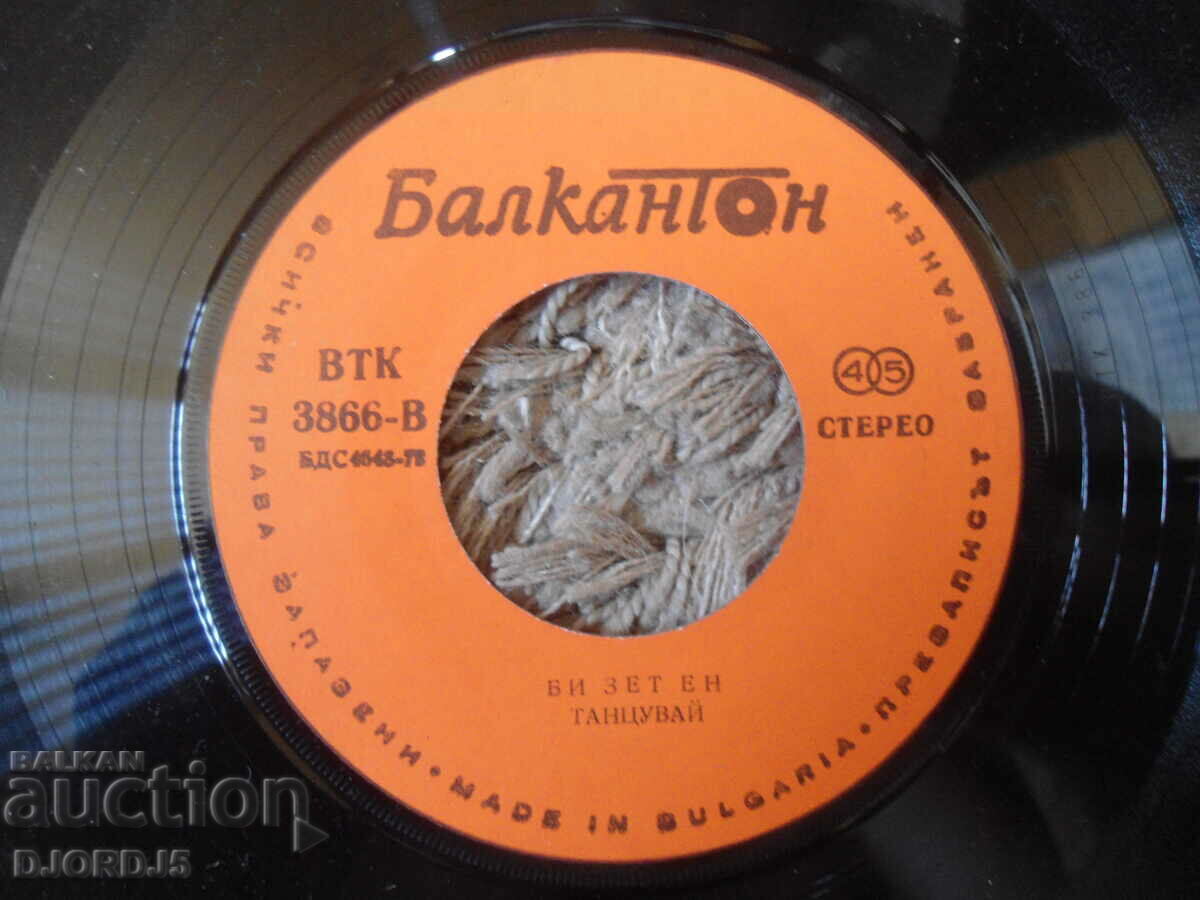 Балкантон
ВТК
3866-В
БДС 4643-72
45
СТЕРЕО
БИ ЗЕТ ЕН
ТАНЦУВАЙ
ВСИЧКИ ПРАВА ЗАПАЗЕНИ • MADE IN BULGARIA • ПРЕЗАПИСЪТ ЗАБРАНЕН
BALKAN
auction
DJORDJ5